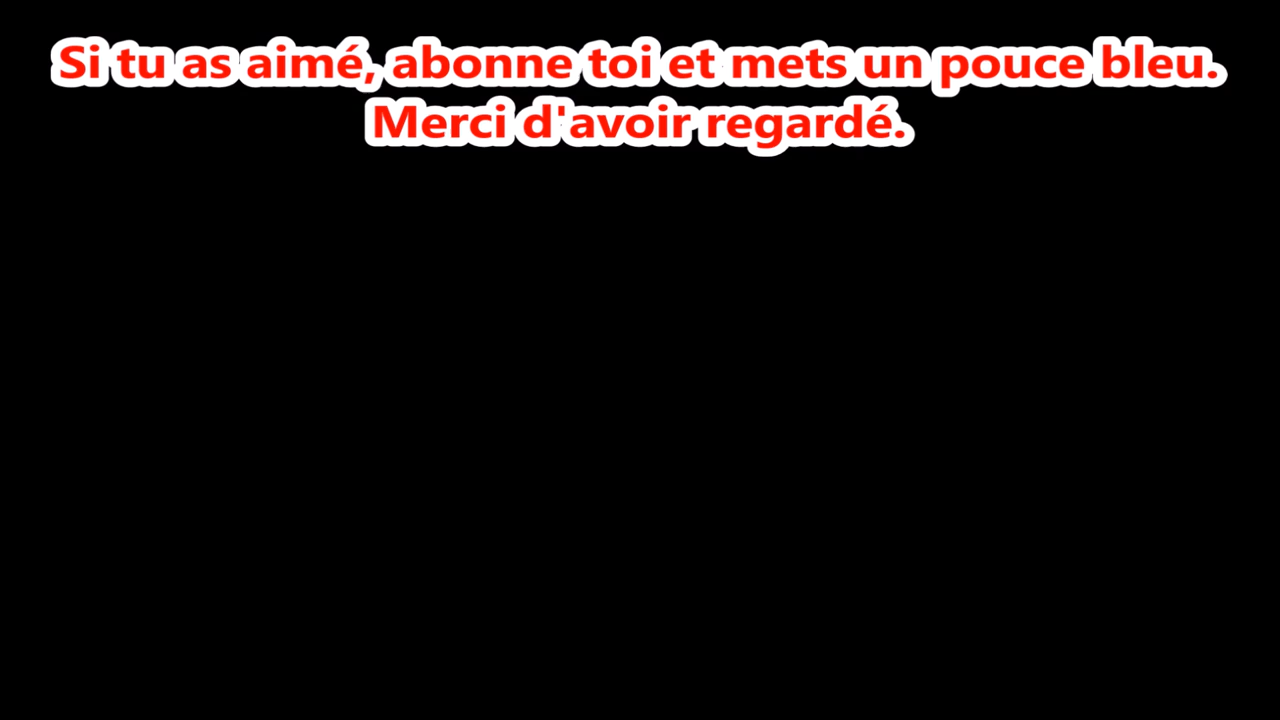 Si tu as aimé, abonne toi et mets un pouce bleu.
Merci d'avoir regardé.